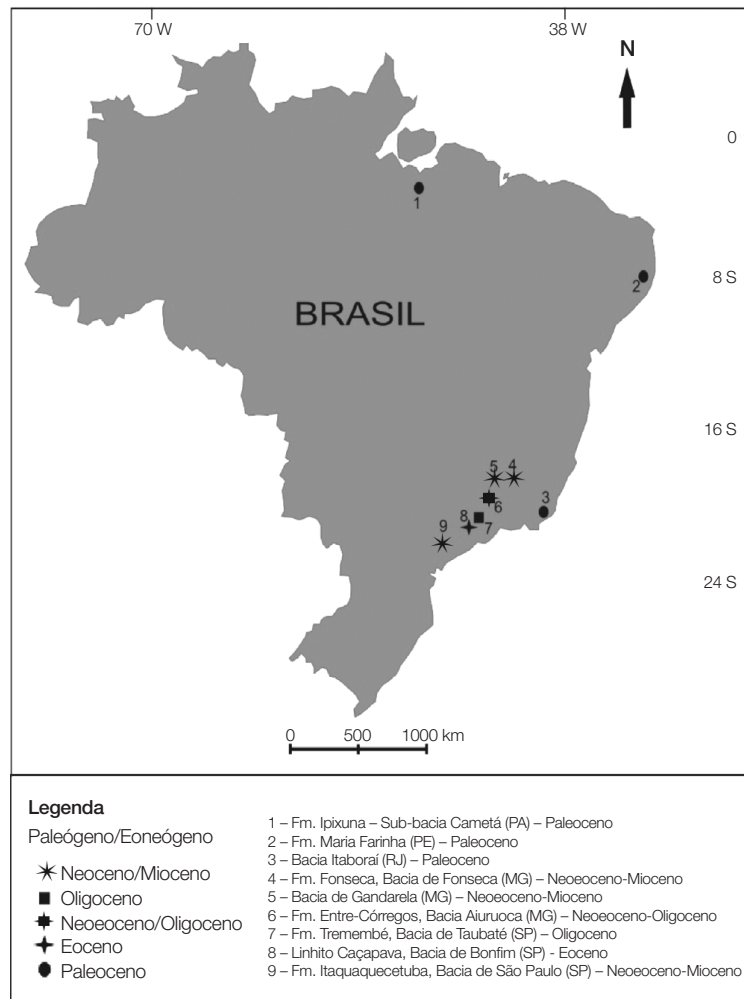 70 W
38 W
N
0
1
8 S
2
BRASIL
16 S
5
4
3
6
8
7
9
24 S
0
500
1000 km
Legenda
Paleógeno/Eoneógeno
Neoceno/Mioceno
Oligoceno
Neoeoceno/Oligoceno
Eoceno
Paleoceno
1 – Fm. Ipixuna – Sub-bacia Cametá (PA) – Paleoceno
2 – Fm. Maria Farinha (PE) – Paleoceno
3 – Bacia Itaboraí (RJ) – Paleoceno
4 – Fm. Fonseca, Bacia de Fonseca (MG) – Neoeoceno-Mioceno
5 – Bacia de Gandarela (MG) – Neoeoceno-Mioceno
6 – Fm. Entre-Córregos, Bacia Aiuruoca (MG) – Neoeoceno-Oligoceno
7 – Fm. Tremembé, Bacia de Taubaté (SP) – Oligoceno
8 – Linhito Caçapava, Bacia de Bonfim (SP) - Eoceno
9 – Fm. Itaquaquecetuba, Bacia de São Paulo (SP) – Neoeoceno-Mioceno